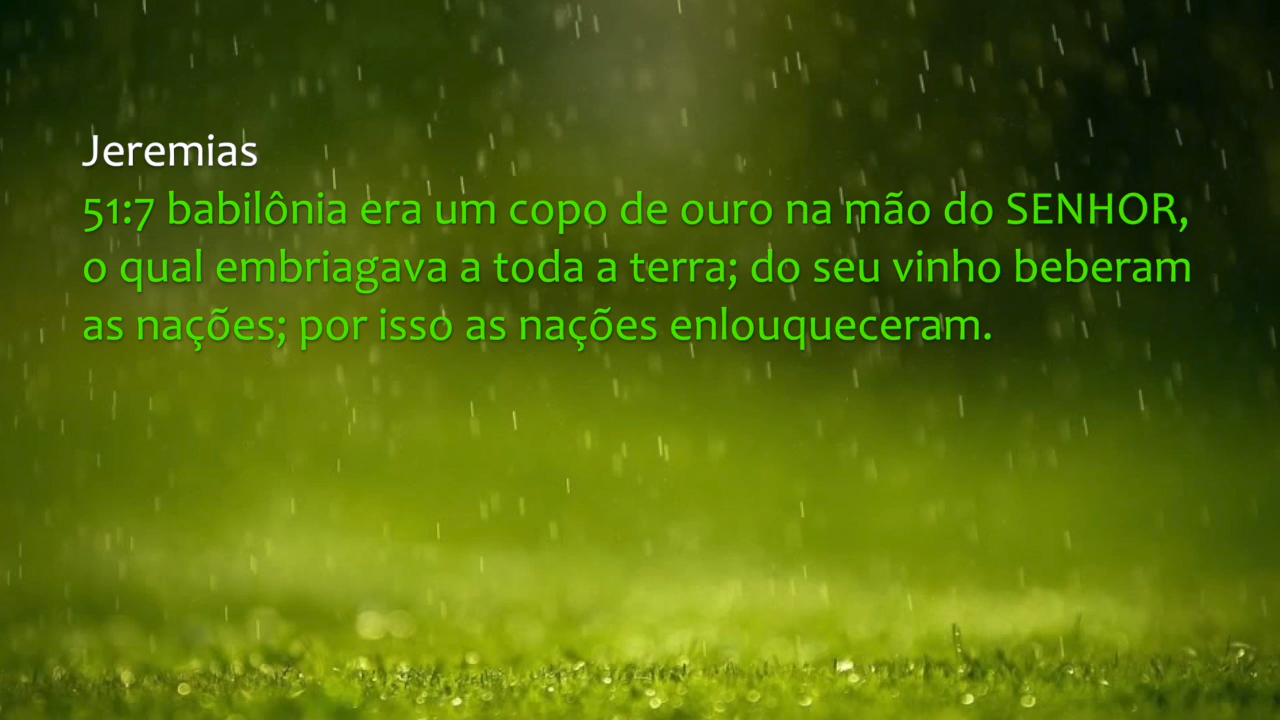 Jeremias
51:7 babilônia era um copo de ouro na mão do SENHOR,
o qual embriagava a toda a terra; do seu vinho beberam
as nações; por isso as nações enlouqueceram.